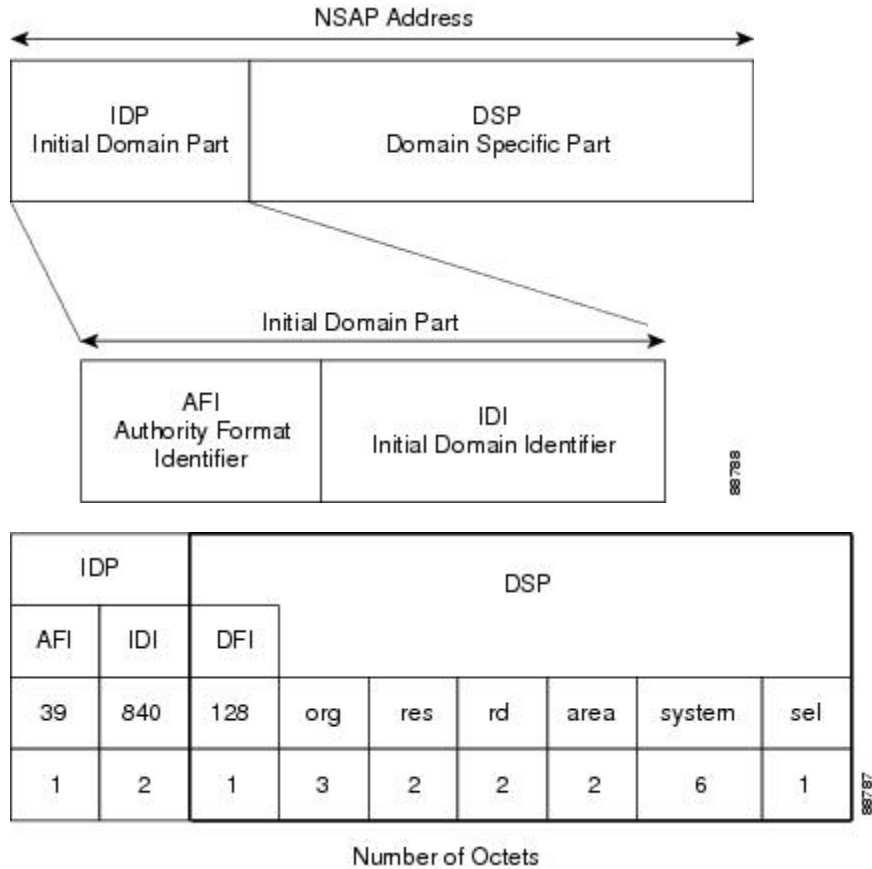 NSAP Address
IDP
Initial Domain Part
DSP
Domain Specific Part
Initial Domain Part
AFI
Authority Format
Identifier
IDI
Initial Domain Identifier
88788
IDP
DSP
AFI
IDI
DFI
39
840
128
org
res
rd
area
system
sel
1
2
1
3
2
2
2
6
1
88787
Number of Octets